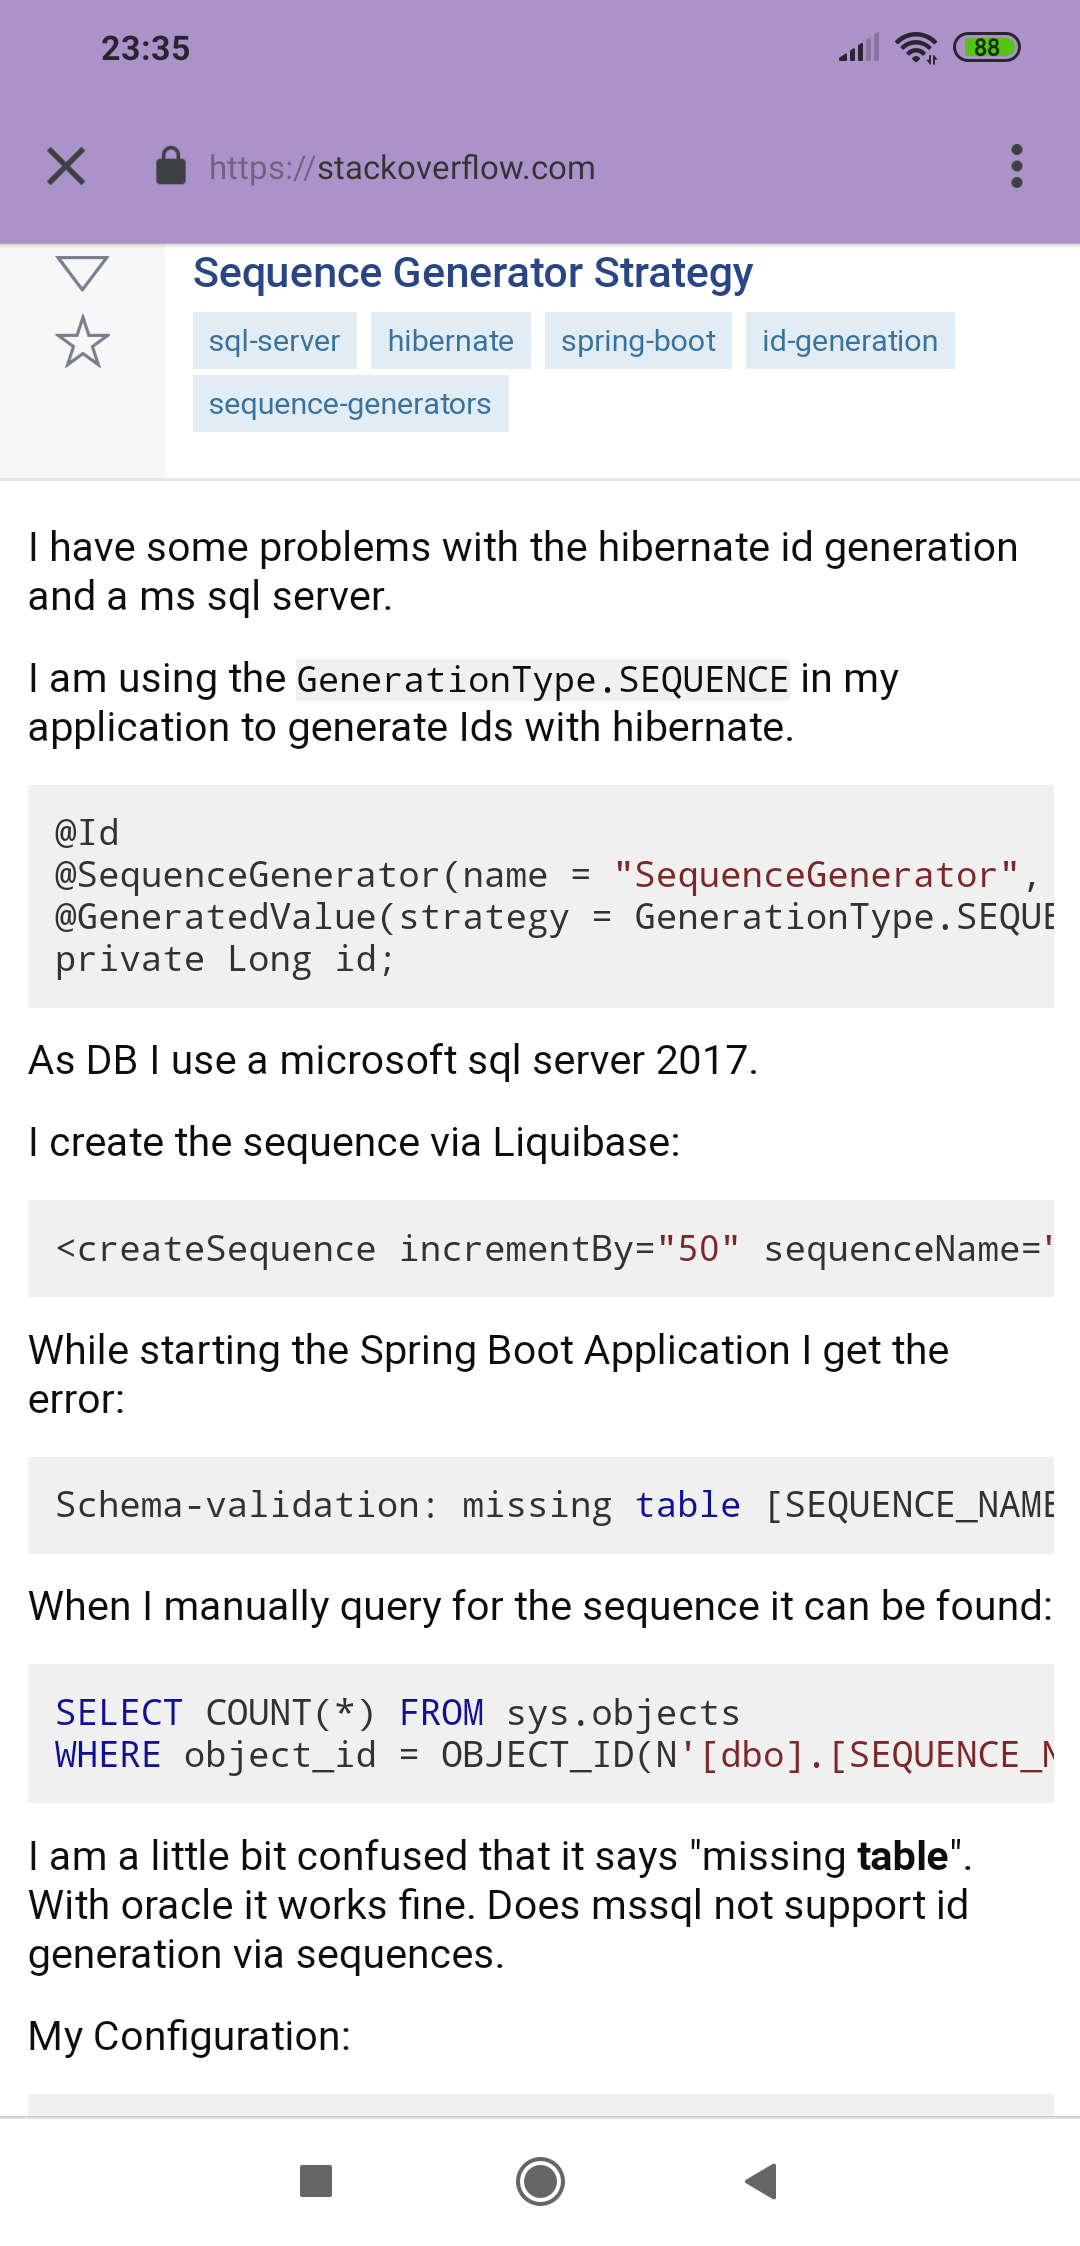 23:35
88
https://stackoverflow.com
Sequence Generator Strategy
sql-server hibernate spring-boot id-generation
sequence-generators
I have some problems with the hibernate id generation
and a ms sql server.
I am using the GenerationType.SEQUENCE in my
application to generate Ids with hibernate.
@Id
@SequenceGenerator(name = "SequenceGenerator",
@GeneratedValue(strategy = GenerationType.SEQUE
private Long id;
As DB I use a microsoft sql server 2017.
I create the sequence via Liquibase:
<createSequence incrementBy="50" sequenceName='
While starting the Spring Boot Application I get the
error:
Schema-validation: missing table [SEQUENCE_NAME
When I manually query for the sequence it can be found:
SELECT COUNT(*) FROM sys.objects
WHERE object_id = OBJECT_ID(N'[dbo].[SEQUENCE_N
I am a little bit confused that it says "missing table".
With oracle it works fine. Does mssql not support id
generation via sequences.
My Configuration: